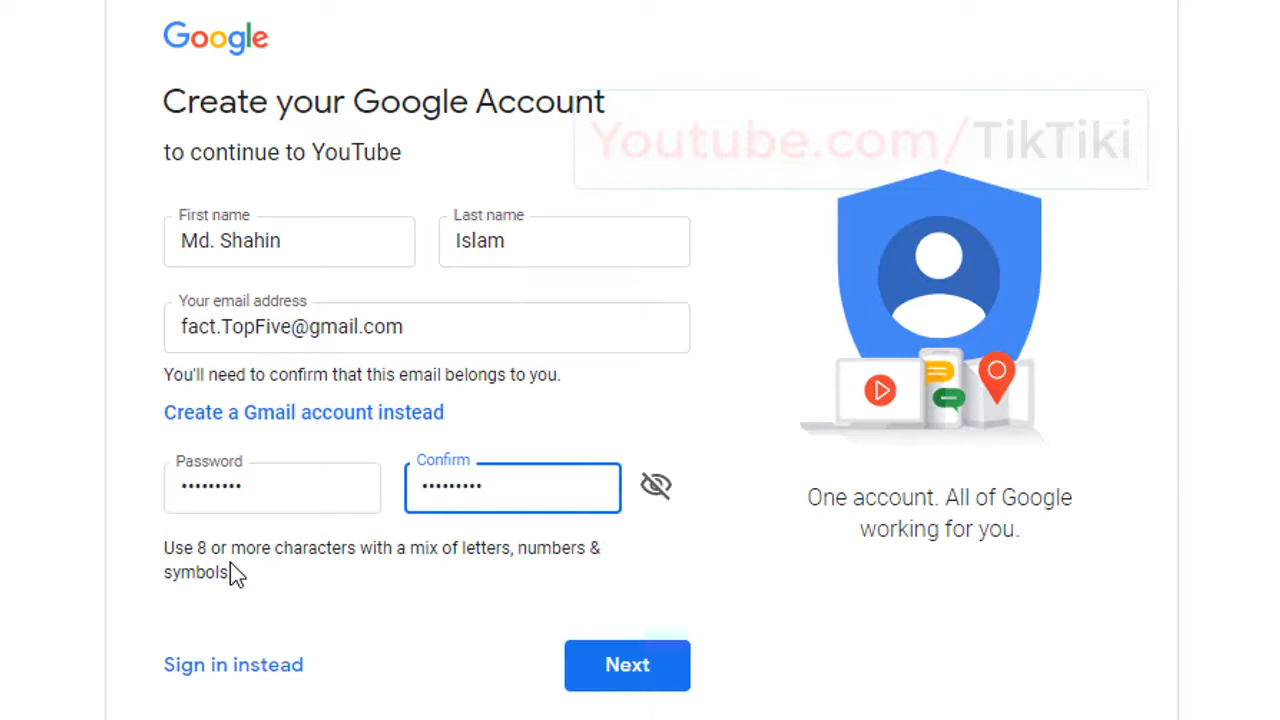 Google
Create your Google Account
to continue to YouTube
Youtube.com/TikTiki
First name
Last name
Md. Shahin
Islam
Your email address
fact.TopFive@gmail.com
You'll need to confirm that this email belongs to you.
Create a Gmail account instead
Password
Confirm
•••••••••
•••••••••
Use 8 or more characters with a mix of letters, numbers &
symbols
Sign in instead
Next
One account. All of Google
working for you.